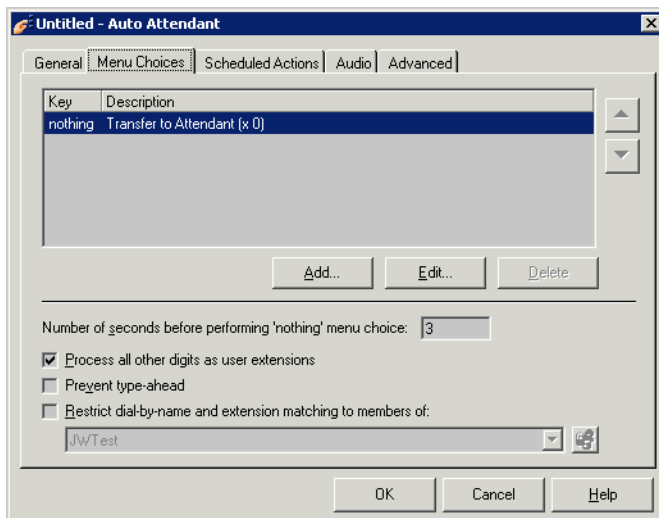 Untitled - Auto Attendant
General Menu Choices Scheduled Actions Audio Advanced
Key Description
nothing Transfer to Attendant (x 0)
Add... Edit... Delete
Number of seconds before performing 'nothing' menu choice: 3
Process all other digits as user extensions
Prevent type-ahead
Restrict dial-by-name and extension matching to members of:
JWTest
OK Cancel Help